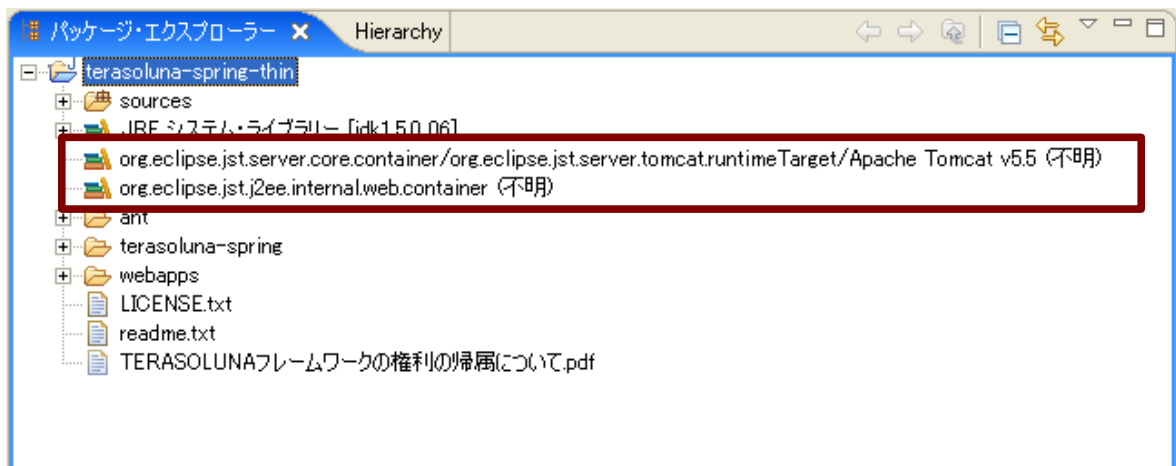 パッケージ・エクスプローラー Hierarchy
terasoluna-spring-thin
sources
JRE システム・ライブラリー [jdk1.5.0_06]
org.eclipse.jst.server.core.container/org.eclipse.jst.server.tomcat.runtimeTarget/Apache Tomcat v5.5 (不明)
org.eclipse.jst.j2ee.internal.web.container (不明)
ant
terasoluna-spring
webapps
LICENSE.txt
readme.txt
TERASOLUNAフレームワークの権利の帰属について.pdf